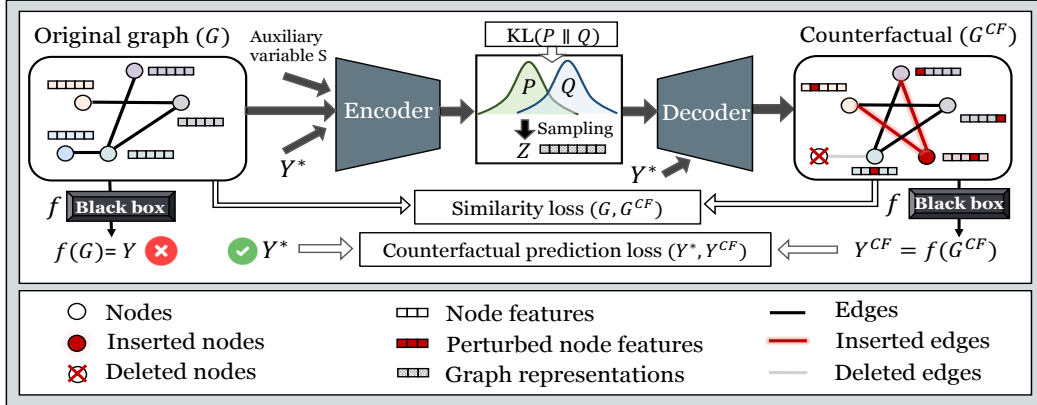 Original graph (G)
Auxiliary
variable S
KL(P ∥ Q)
Counterfactual (G^{CF})
Encoder
P
Q
Decoder
Sampling
Z
Y*
Y*
f
Black box
Similarity loss (G, G^{CF})
f
Black box
f(G)= Y
Y*
Counterfactual prediction loss (Y*, Y^{CF})
Y^{CF} = f(G^{CF})
Nodes
Node features
Edges
Inserted nodes
Perturbed node features
Inserted edges
Deleted nodes
Graph representations
Deleted edges